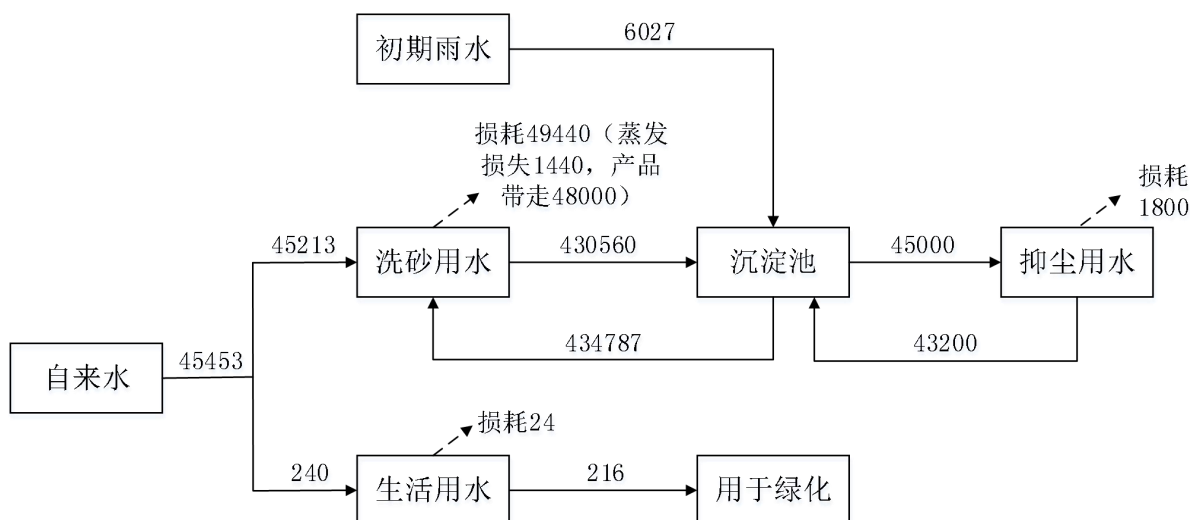 初期雨水
6027
损耗49440（蒸发
损失1440，产品
带走48000）
损耗
1800
45213
洗砂用水
430560
沉淀池
45000
抑尘用水
434787
43200
自来水
45453
损耗24
240
生活用水
216
用于绿化